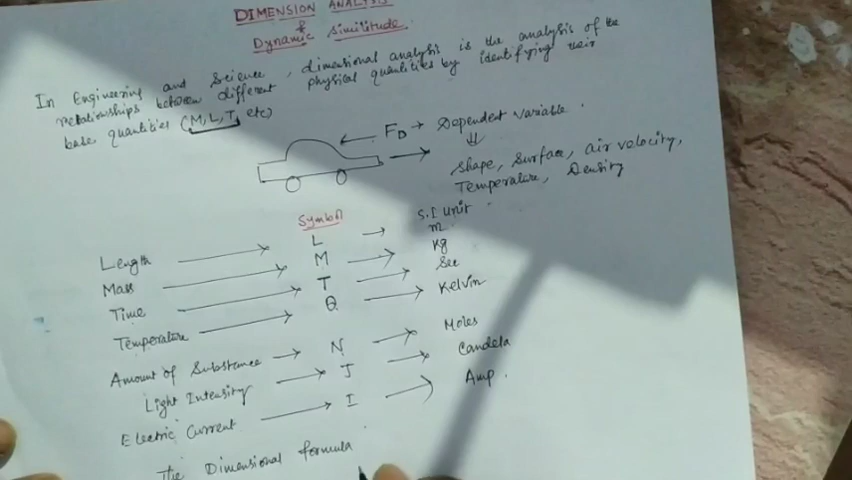 DIMENSION ANALYSIS
&
Dynamic Similitude.
In Engineering and Science, dimensional analysis is the analysis of the
relationships between different physical quantities by identifying their
base quantities (M, L, T, etc)
F_D → Dependent variable.
Shape, Surface, air velocity,
Temperature, Density
Symbol S.I unit
Length → L → m
Mass → M → Kg
Time → T → Sec
Temperature → θ → Kelvin
Amount of Substance → N → Moles
Light Intensity → J → Candela
Electric Current → I → Amp.
The Dimensional formula